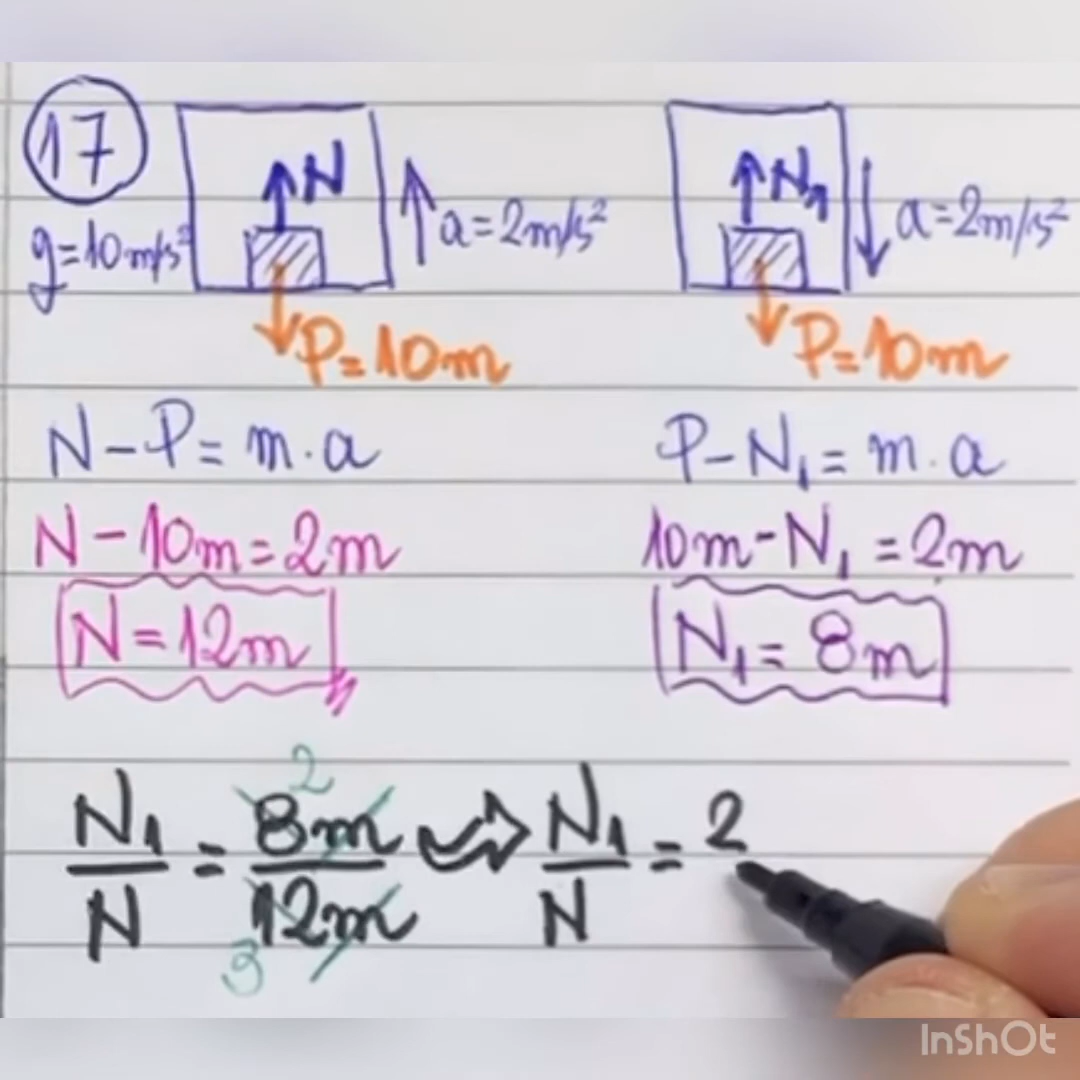 17
g=10m/s²
N
a=2m/s²
P=10m
N₁
a=2m/s²
P=10m
N-P=m.a
N-10m=2m
N=12m
P-N₁=m.a
10m-N₁=2m
N₁=8m
2
N₁/N = 8m/12m ⇒ N₁/N = 2
3
InShOt